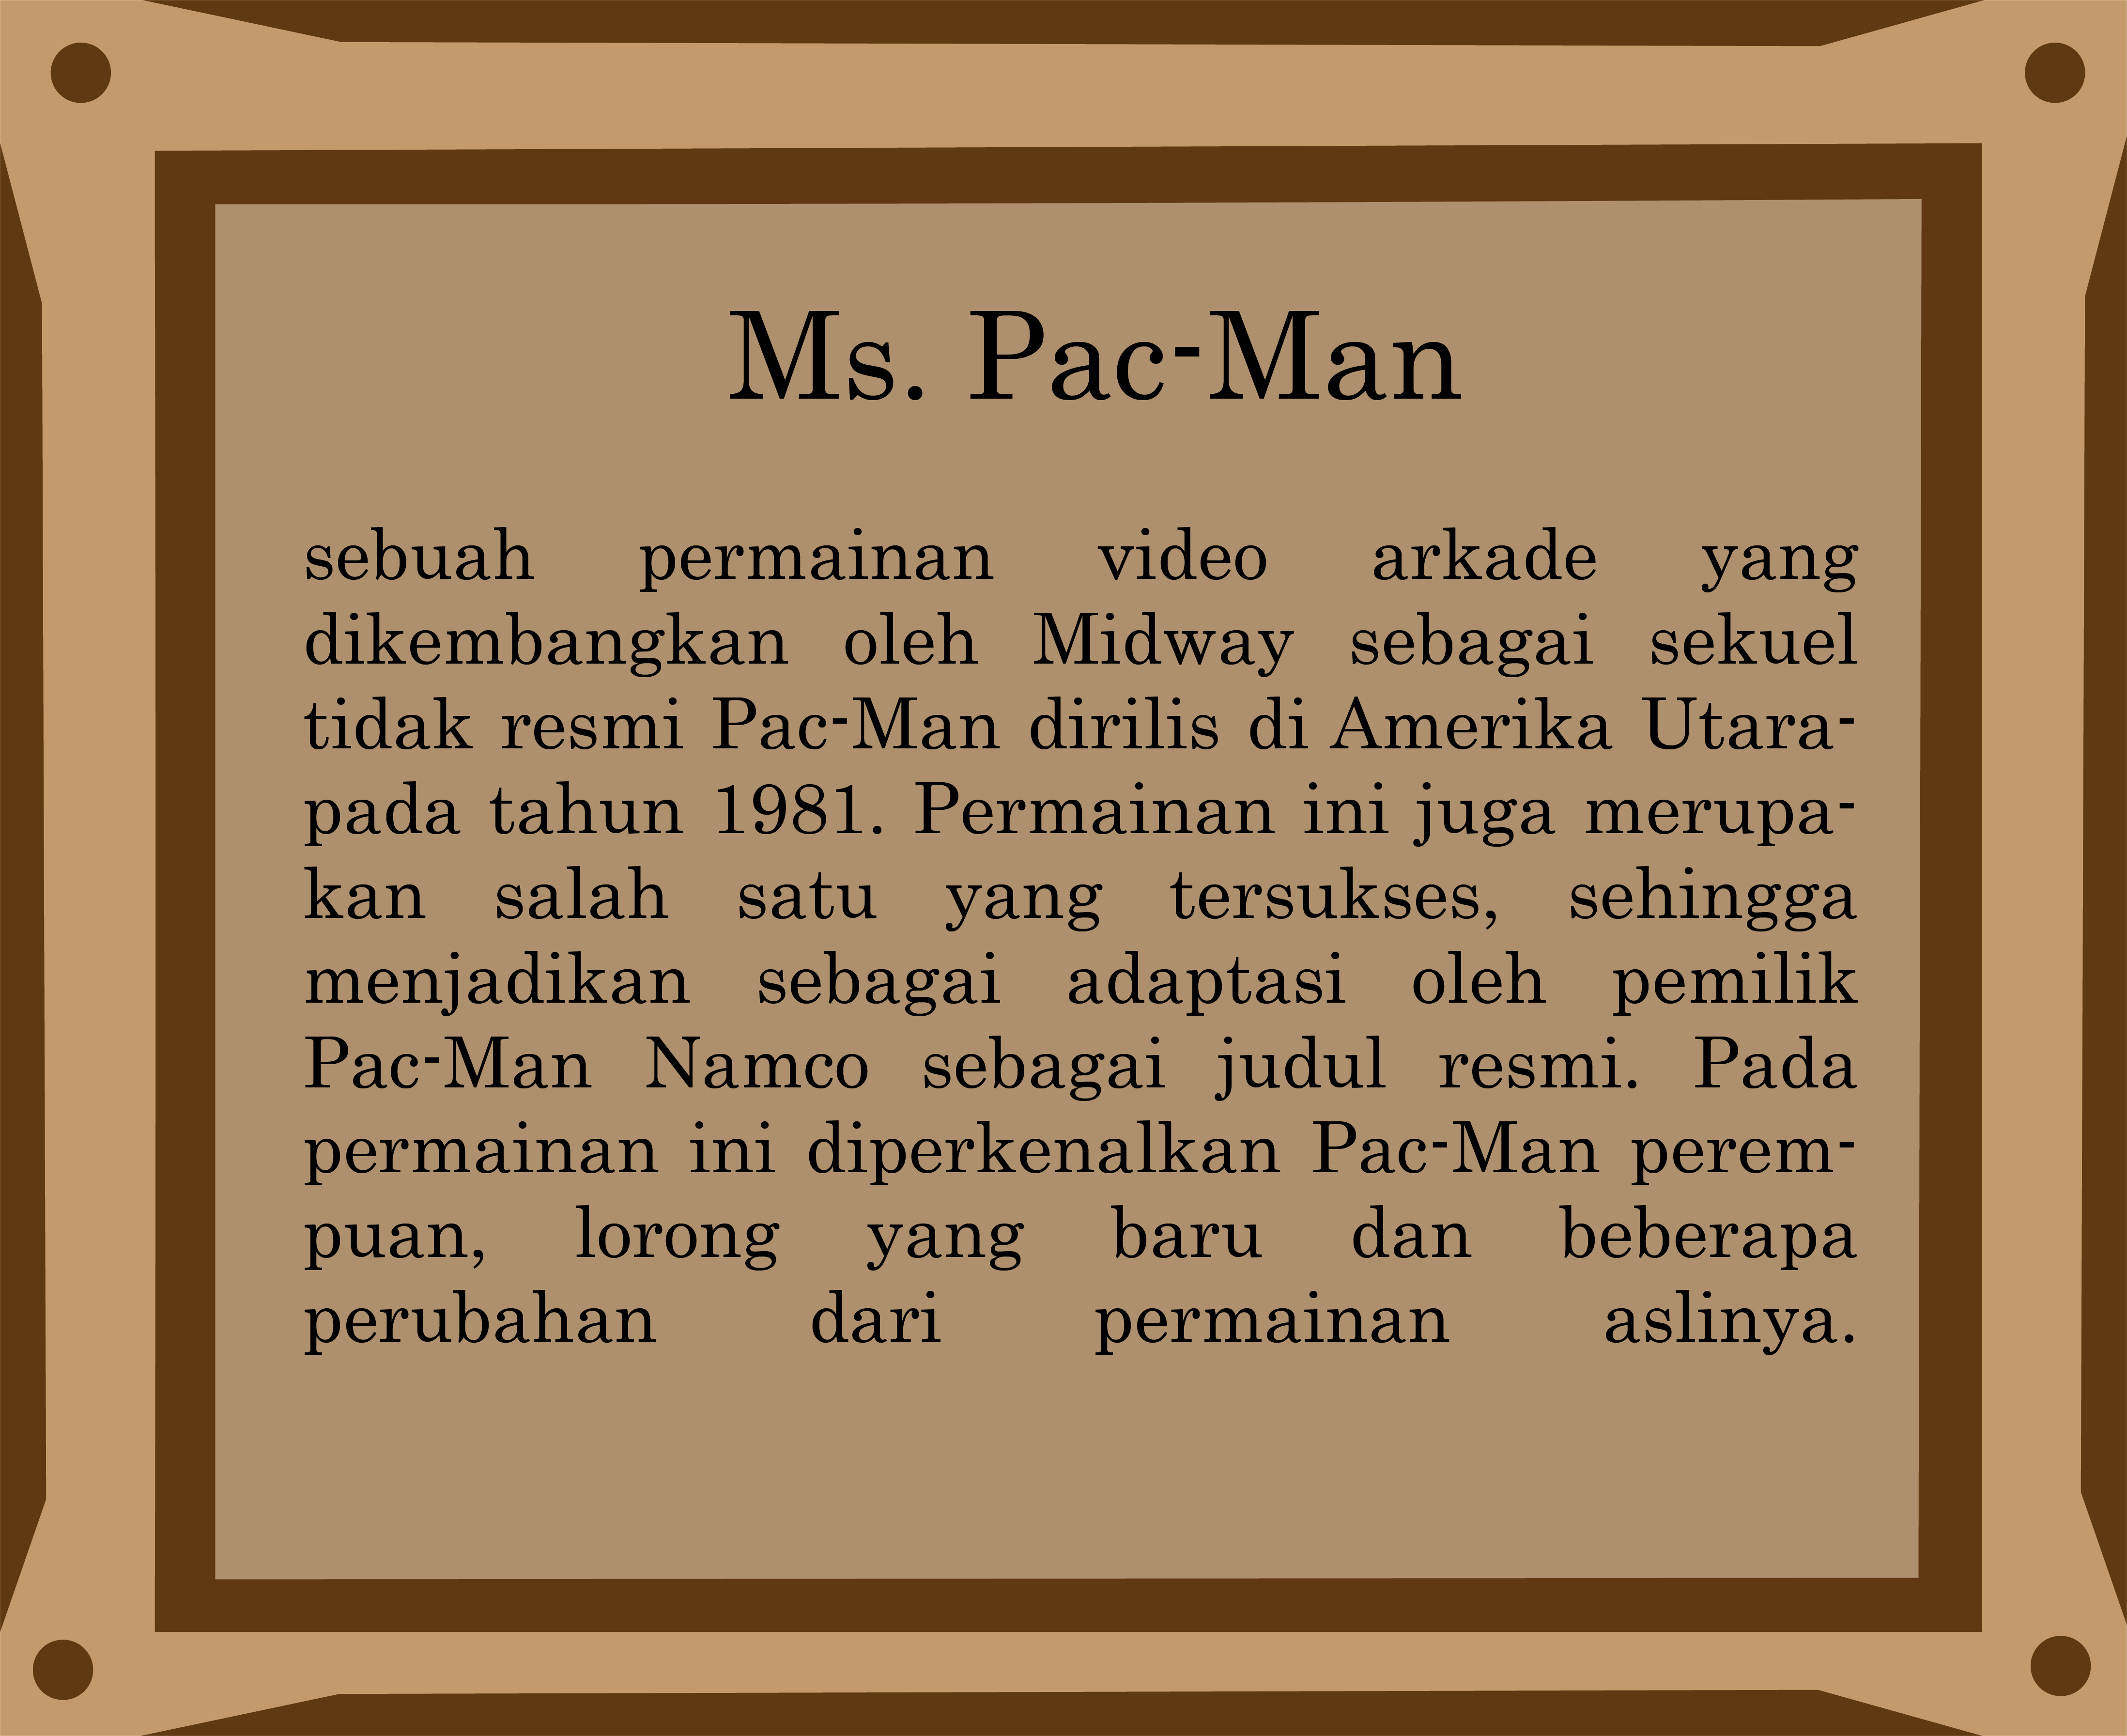 Ms. Pac-Man
sebuah permainan video arkade yang
dikembangkan oleh Midway sebagai sekuel
tidak resmi Pac-Man dirilis di Amerika Utara-
pada tahun 1981. Permainan ini juga merupa-
kan salah satu yang tersukses, sehingga
menjadikan sebagai adaptasi oleh pemilik
Pac-Man Namco sebagai judul resmi. Pada
permainan ini diperkenalkan Pac-Man perem-
puan, lorong yang baru dan beberapa
perubahan dari permainan aslinya.